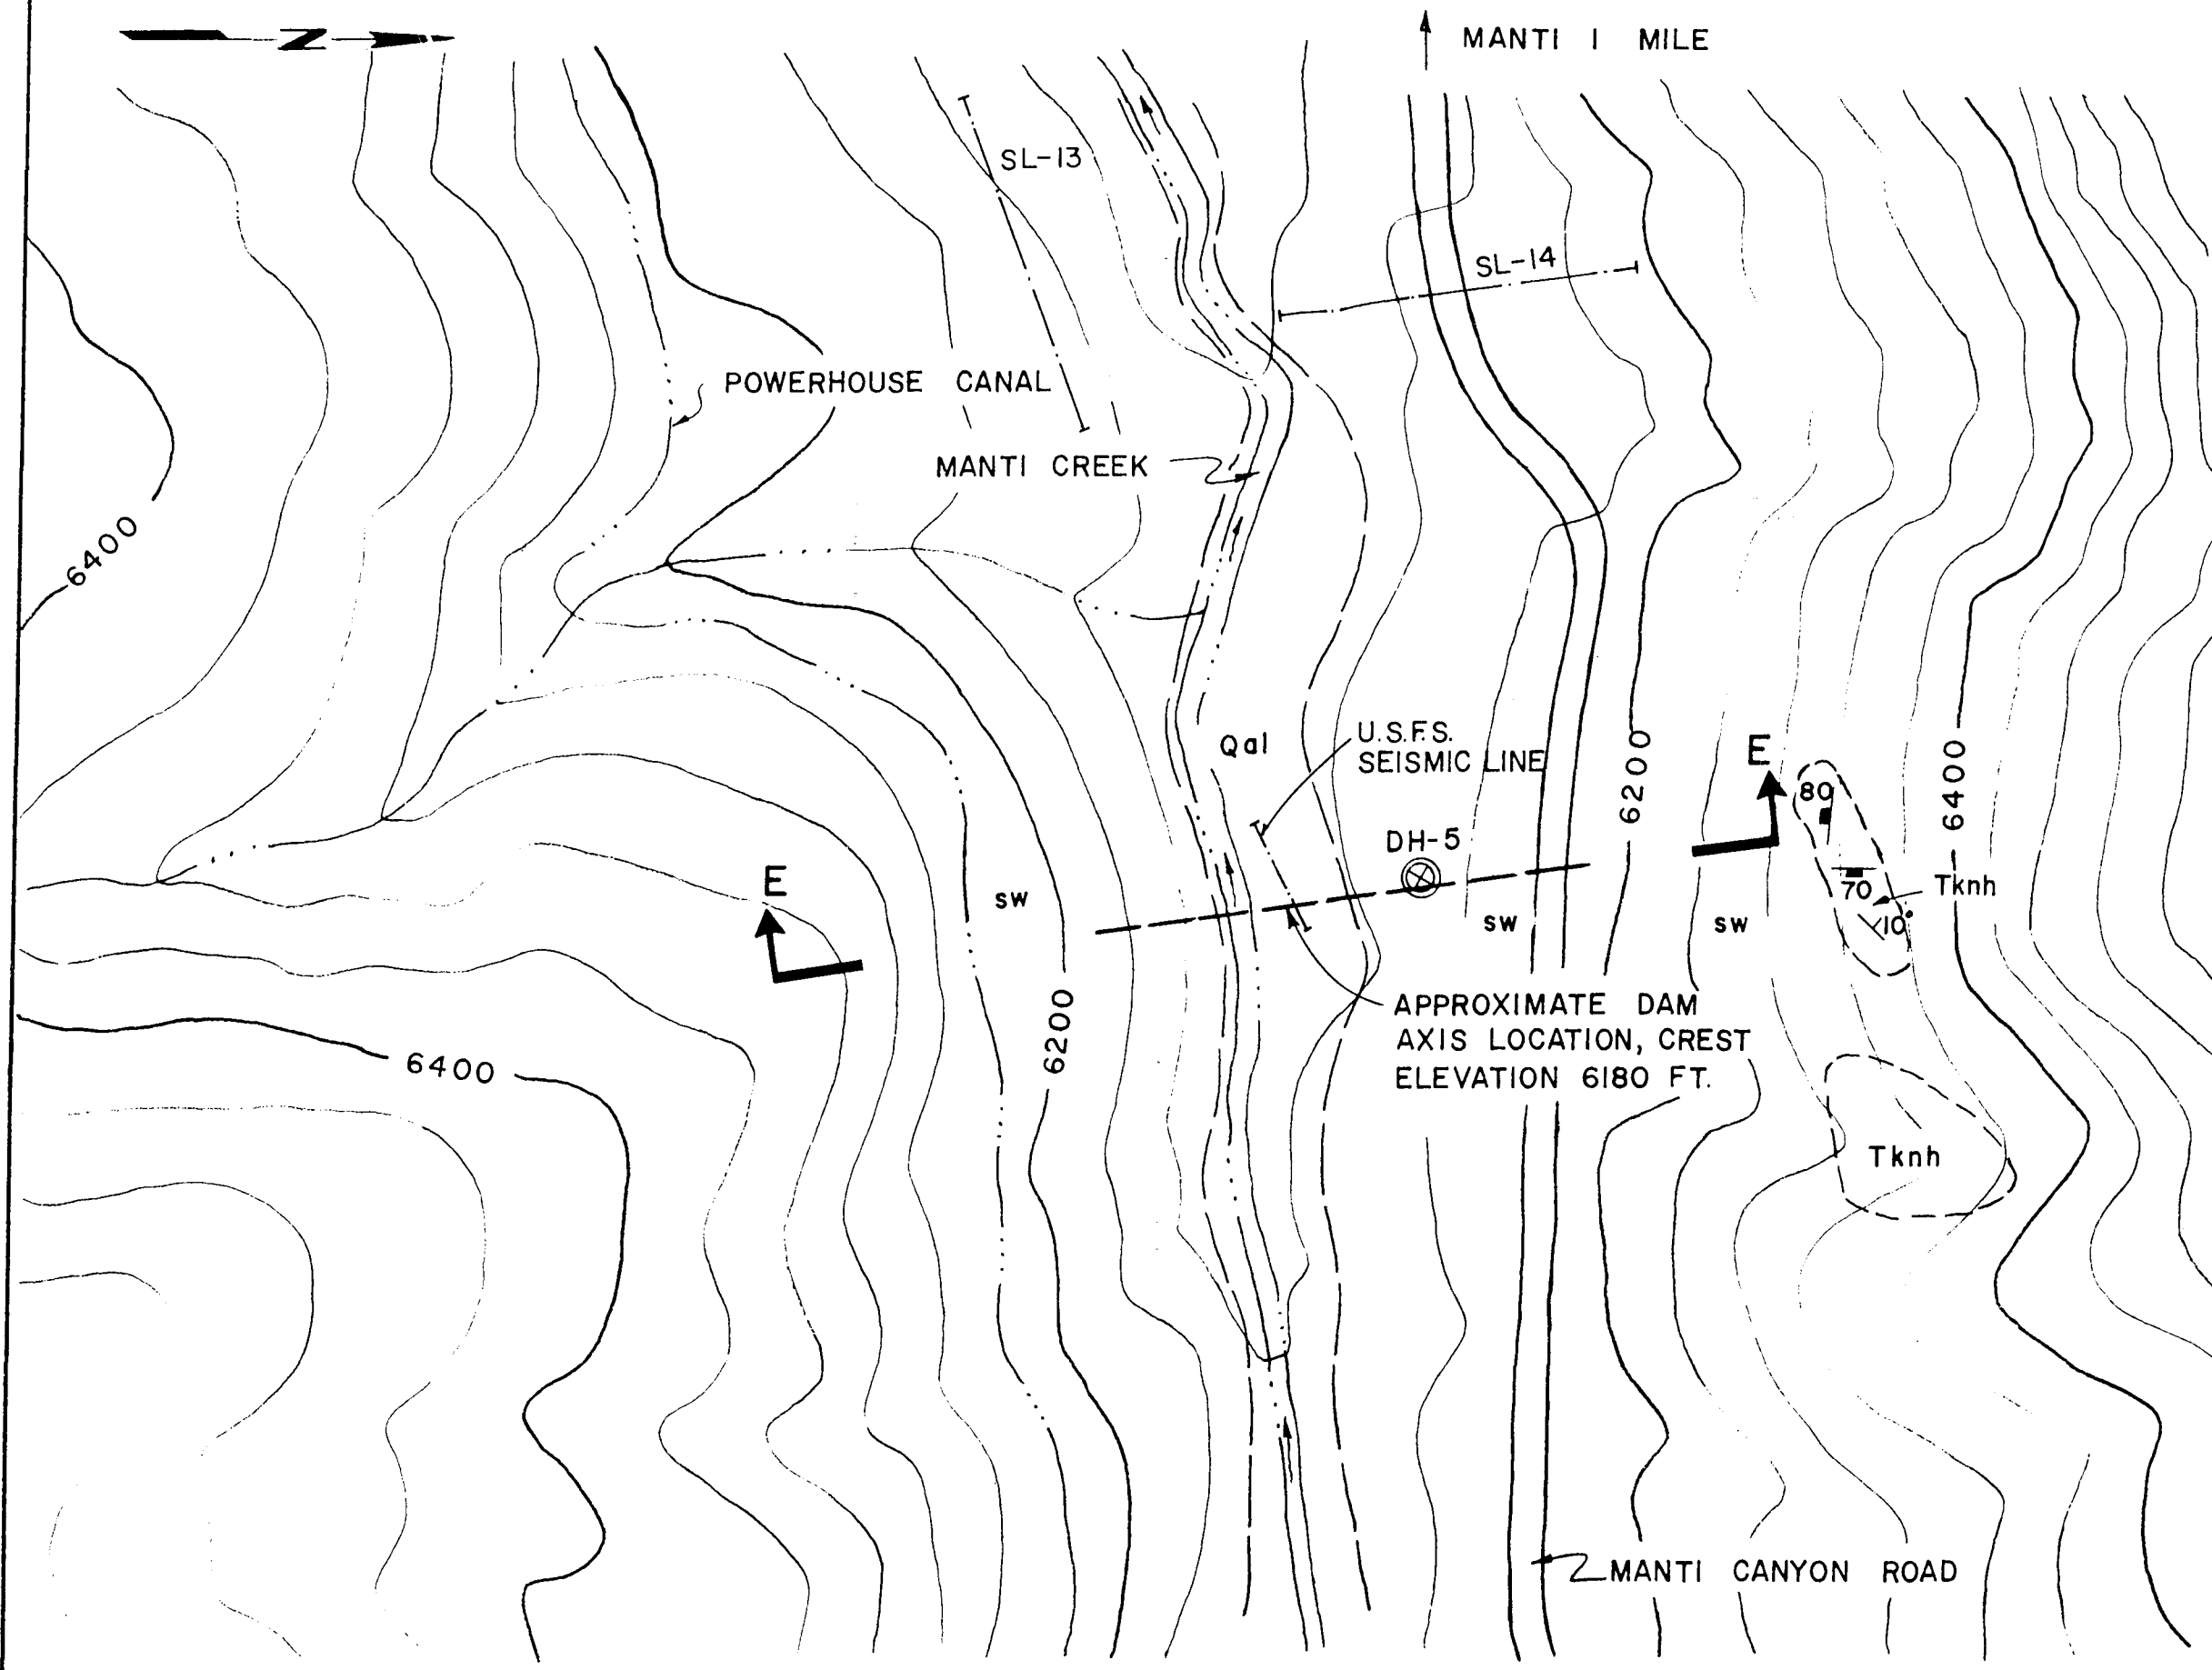 N
MANTI 1 MILE
SL-13
SL-14
POWERHOUSE CANAL
MANTI CREEK
6400
Qal
U.S.F.S.
SEISMIC LINE
6200
E
80
6400
DH-5
E
sw
sw
sw
70
Tknh
10°
APPROXIMATE DAM
AXIS LOCATION, CREST
ELEVATION 6180 FT.
6200
6400
Tknh
MANTI CANYON ROAD